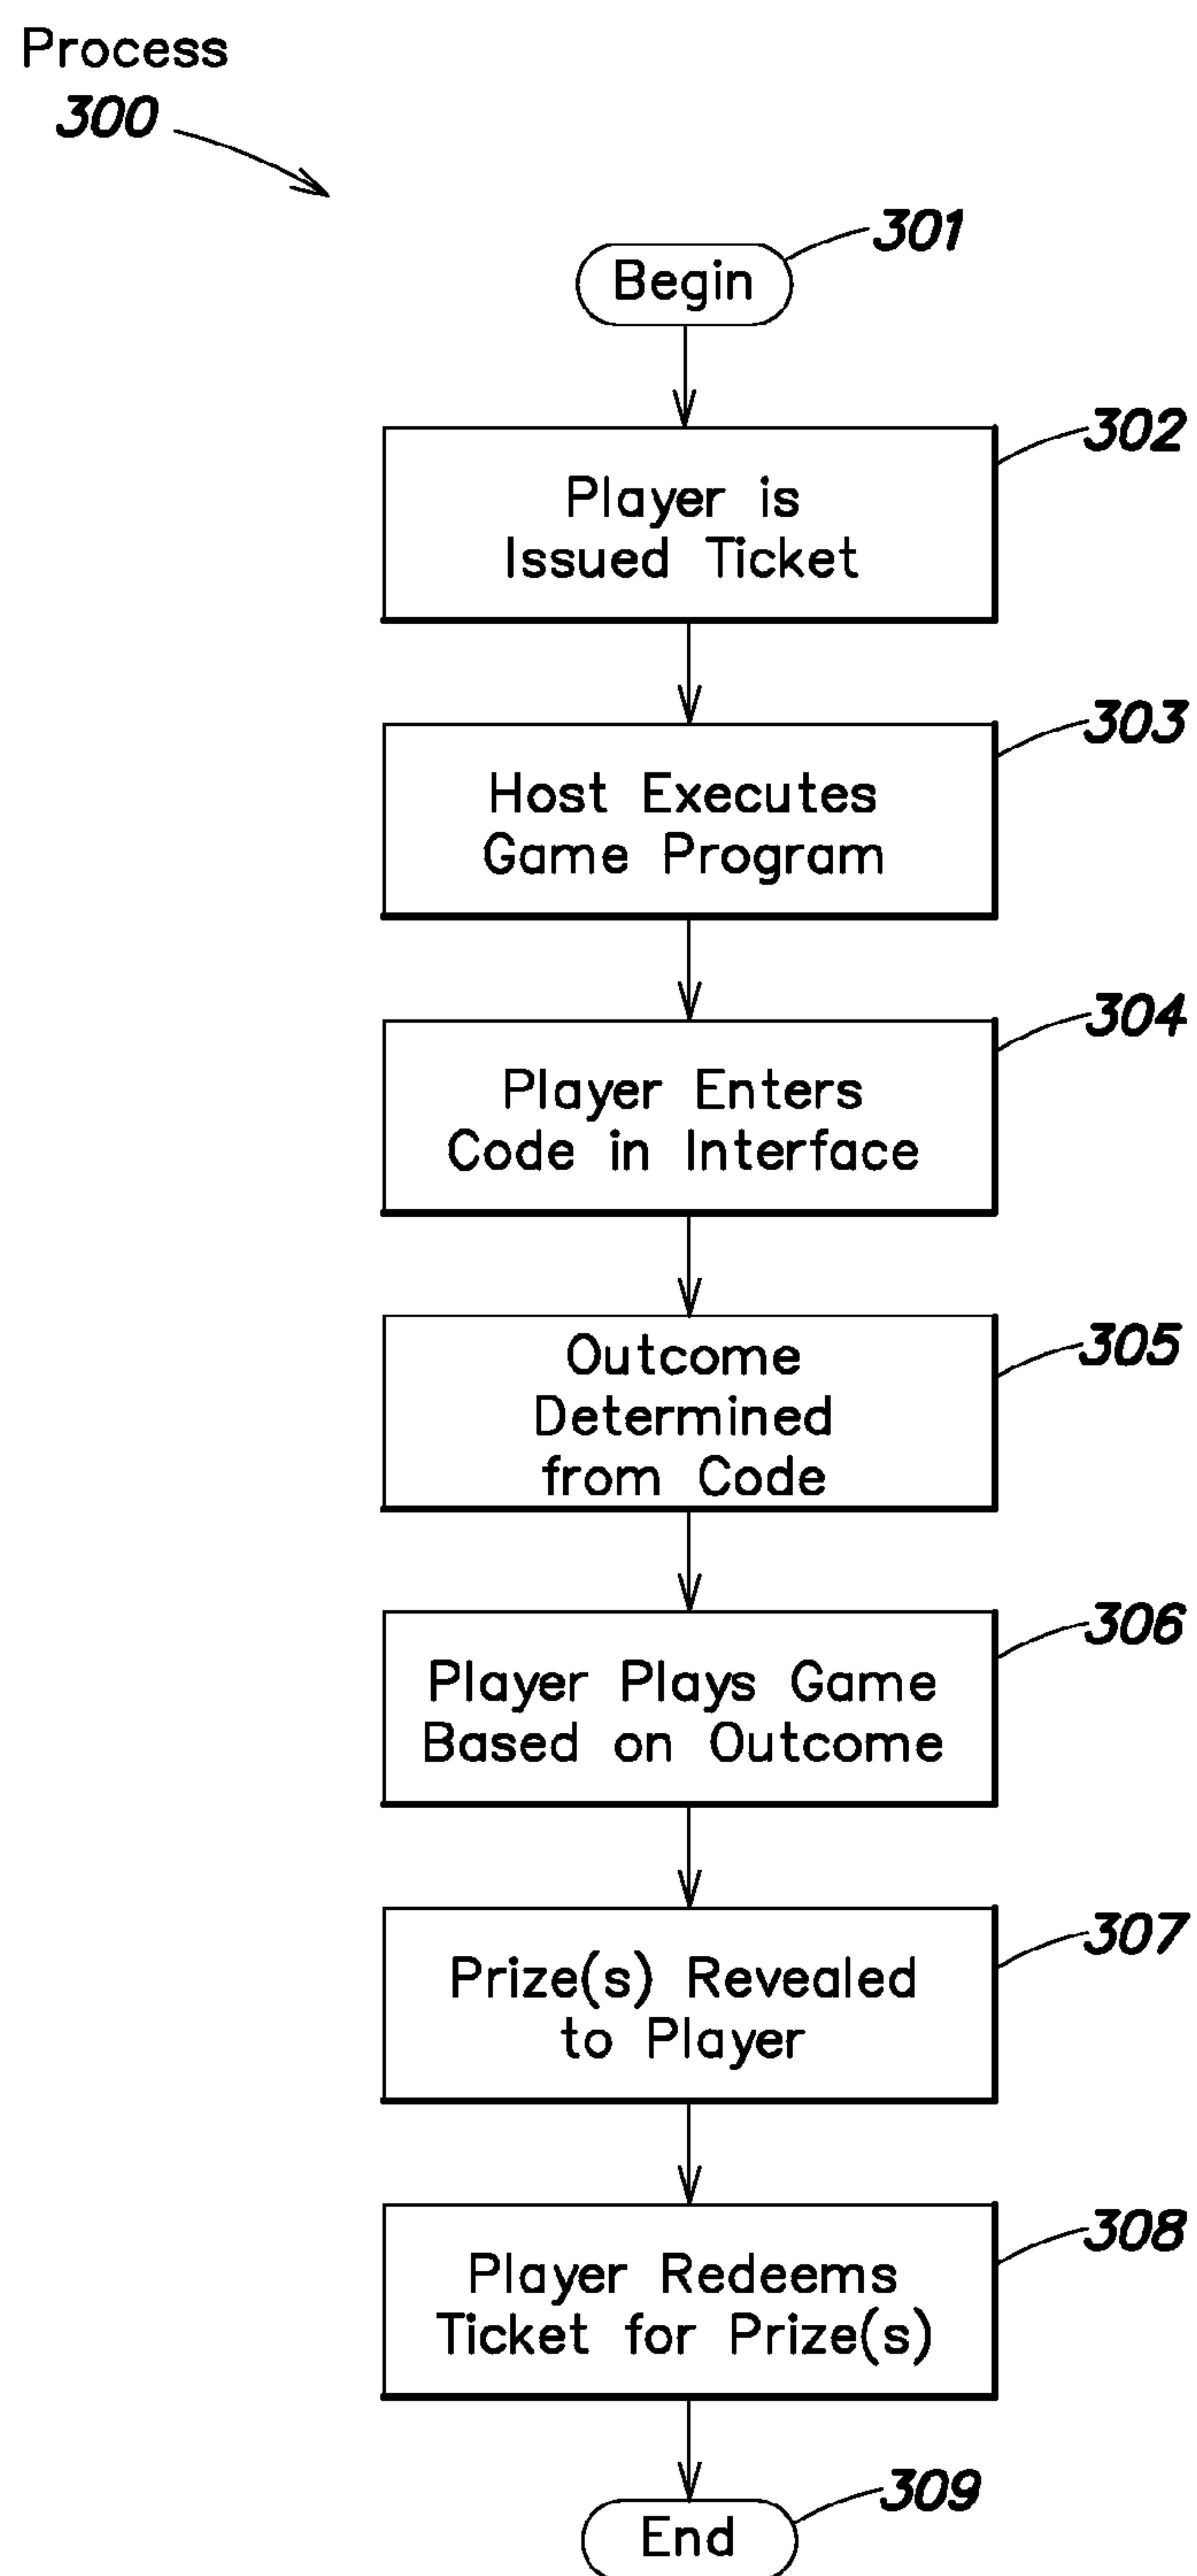 Process
300
301
Begin
302
Player is
Issued Ticket
303
Host Executes
Game Program
304
Player Enters
Code in Interface
305
Outcome
Determined
from Code
306
Player Plays Game
Based on Outcome
307
Prize(s) Revealed
to Player
308
Player Redeems
Ticket for Prize(s)
309
End